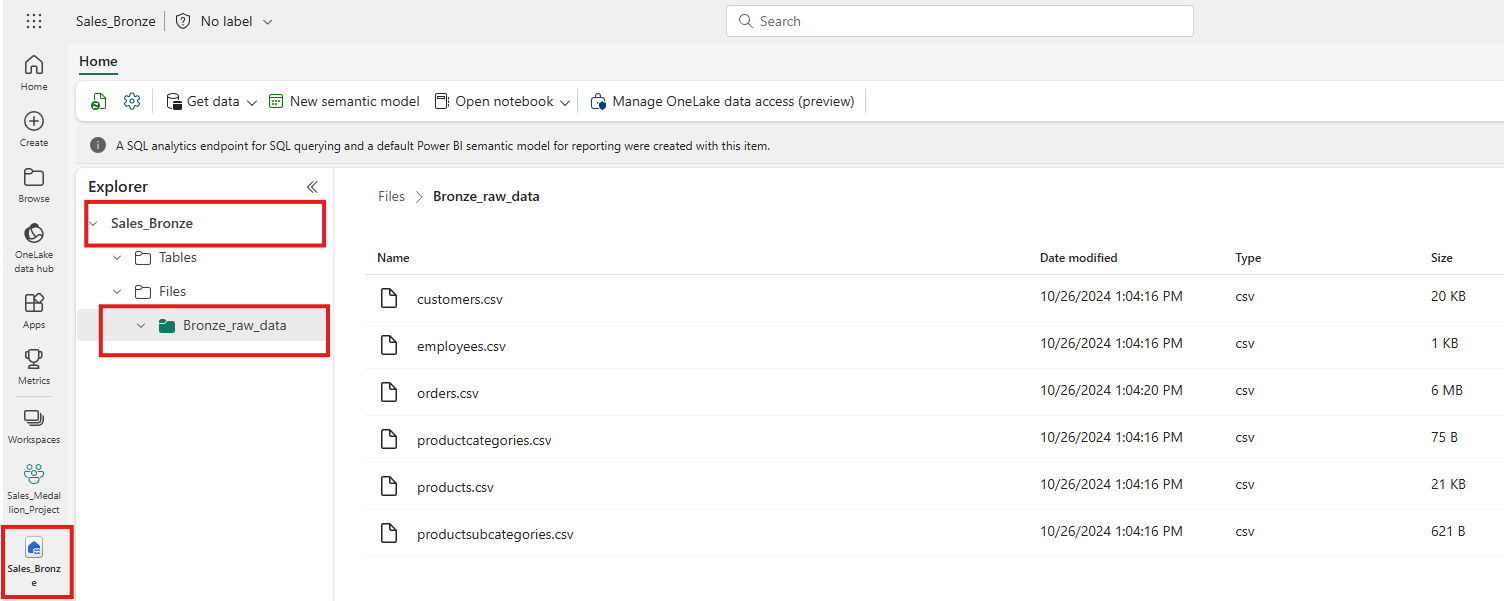 Sales_Bronze
No label
Search
Home
Create
Browse
OneLake
data hub
Apps
Metrics
Workspaces
Sales_Medal
lion_Project
Sales_Bronz
e
Home
Get data
New semantic model
Open notebook
Manage OneLake data access (preview)
A SQL analytics endpoint for SQL querying and a default Power BI semantic model for reporting were created with this item.
Explorer
Sales_Bronze
Tables
Files
Bronze_raw_data
Files > Bronze_raw_data
Name Date modified Type Size
customers.csv 10/26/2024 1:04:16 PM csv 20 KB
employees.csv 10/26/2024 1:04:16 PM csv 1 KB
orders.csv 10/26/2024 1:04:20 PM csv 6 MB
productcategories.csv 10/26/2024 1:04:16 PM csv 75 B
products.csv 10/26/2024 1:04:16 PM csv 21 KB
productsubcategories.csv 10/26/2024 1:04:16 PM csv 621 B